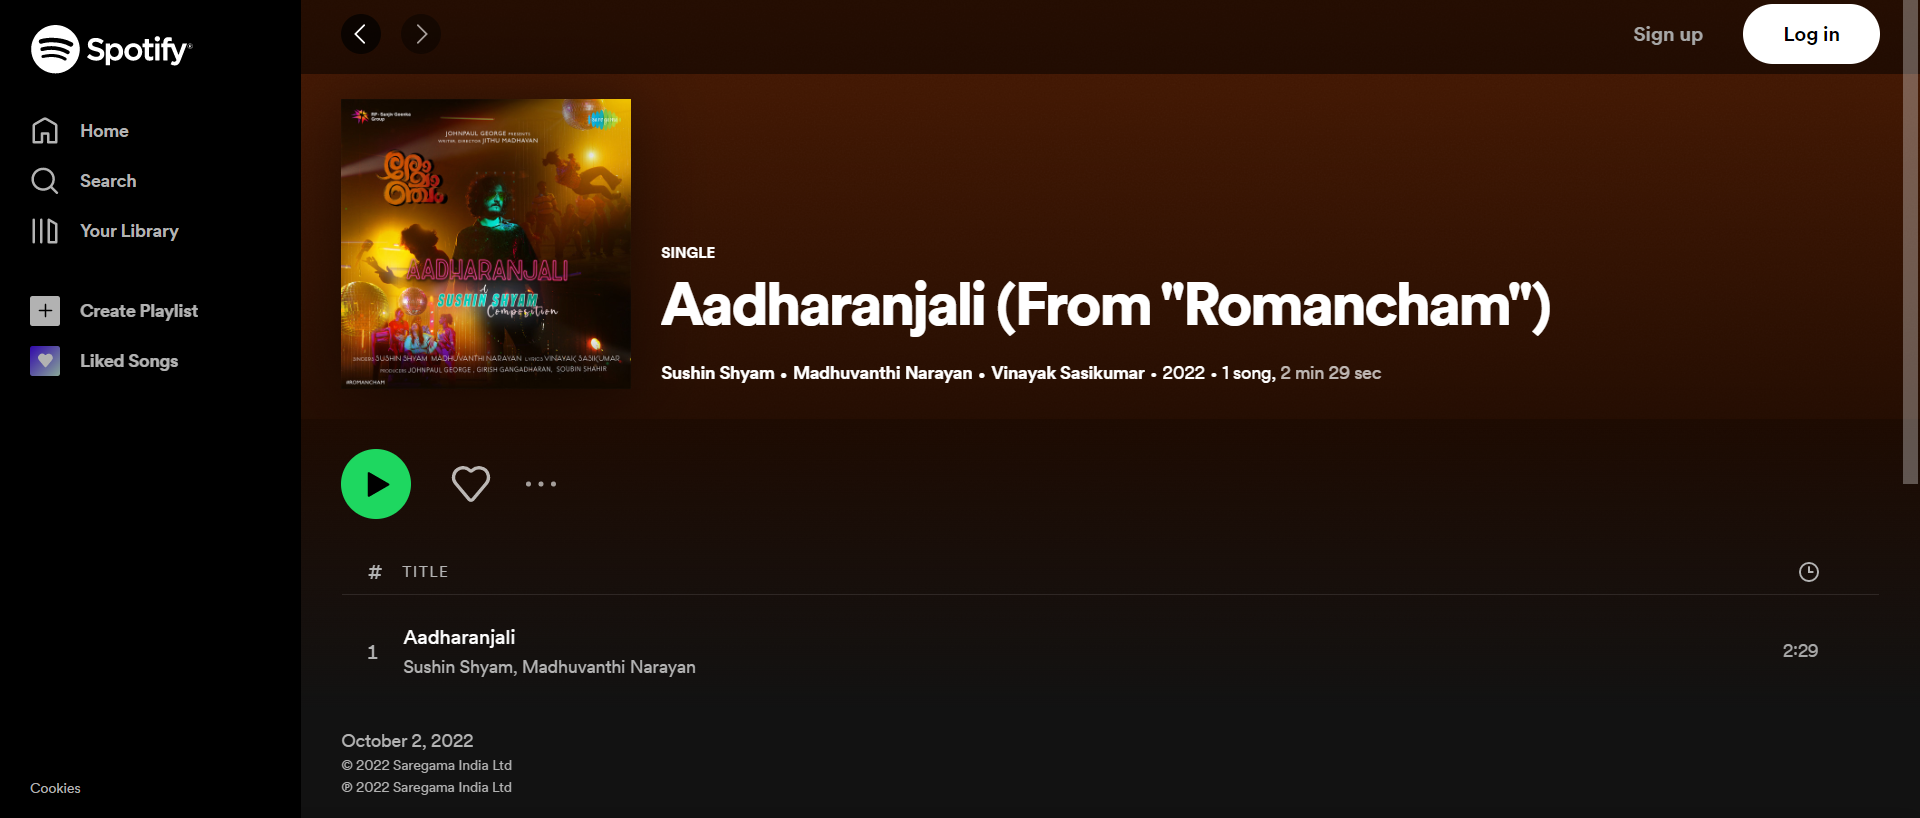 Spotify®
Home
Search
Your Library
Create Playlist
Liked Songs
Cookies
Sign up
Log in
RP - Sanjiv Goenka
Group
JOHNPAUL GEORGE PRESENTS
WRITER, DIRECTOR JITHU MADHAVAN
രോമാഞ്ചം
AADHARANJALI
A
SUSHIN SHYAM
Composition
SINGERS SUSHIN SHYAM MADHUVANTHI NARAYAN LYRICS VINAYAK SASIKUMAR
PRODUCERS JOHNPAUL GEORGE , GIRISH GANGADHARAN, SOUBIN SHAHIR
#ROMANCHAM
SINGLE
Aadharanjali (From "Romancham")
Sushin Shyam • Madhuvanthi Narayan • Vinayak Sasikumar • 2022 • 1 song, 2 min 29 sec
# TITLE
1 Aadharanjali 2:29
Sushin Shyam, Madhuvanthi Narayan
October 2, 2022
© 2022 Saregama India Ltd
℗ 2022 Saregama India Ltd